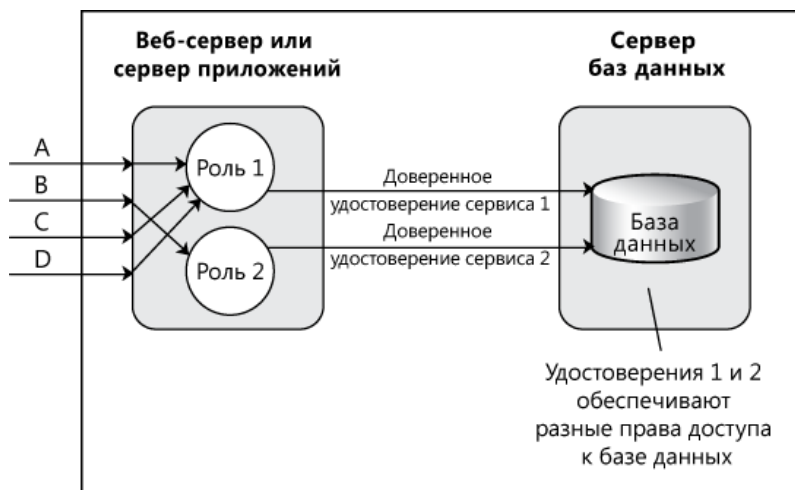 Веб-сервер или
сервер приложений
Сервер
баз данных
A
B
C
D
Роль 1
Роль 2
Доверенное
удостоверение сервиса 1
Доверенное
удостоверение сервиса 2
База
данных
Удостоверения 1 и 2
обеспечивают
разные права доступа
к базе данных